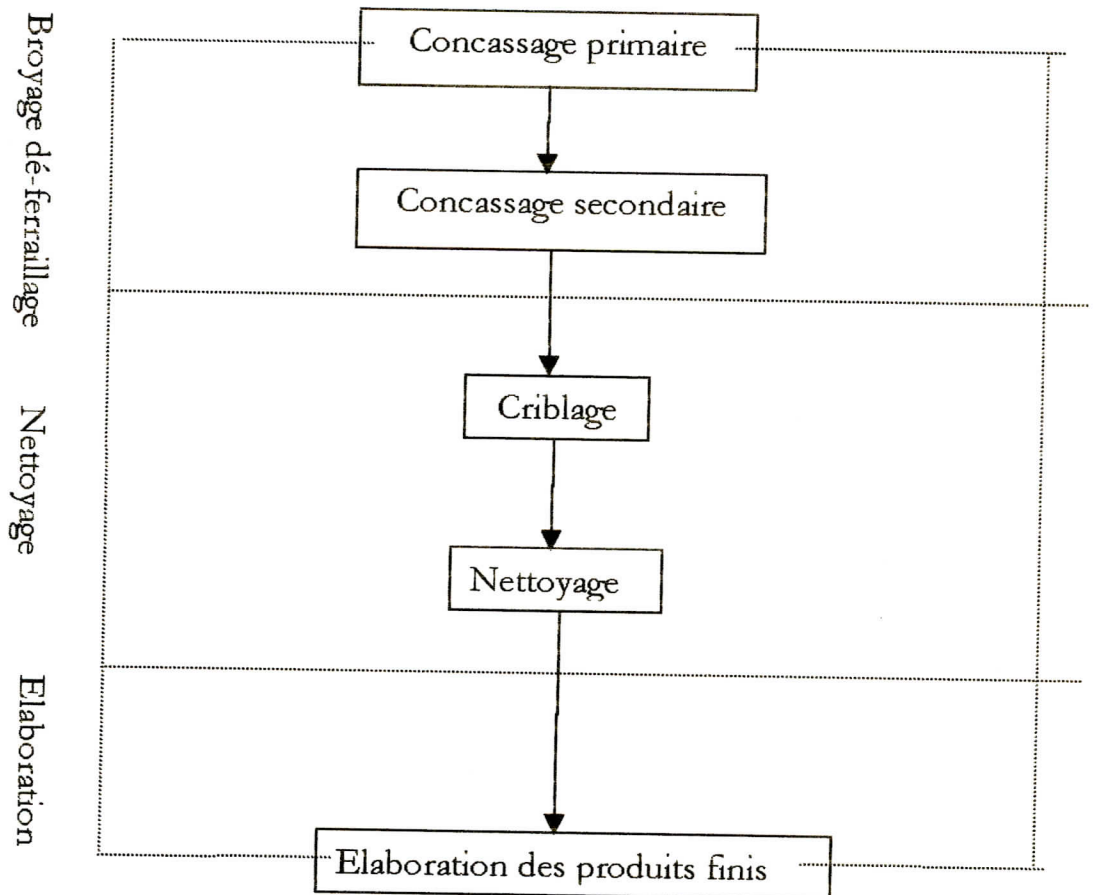 Broyage dé-ferraillage
Concassage primaire
Concassage secondaire
Nettoyage
Criblage
Nettoyage
Elaboration
Elaboration des produits finis